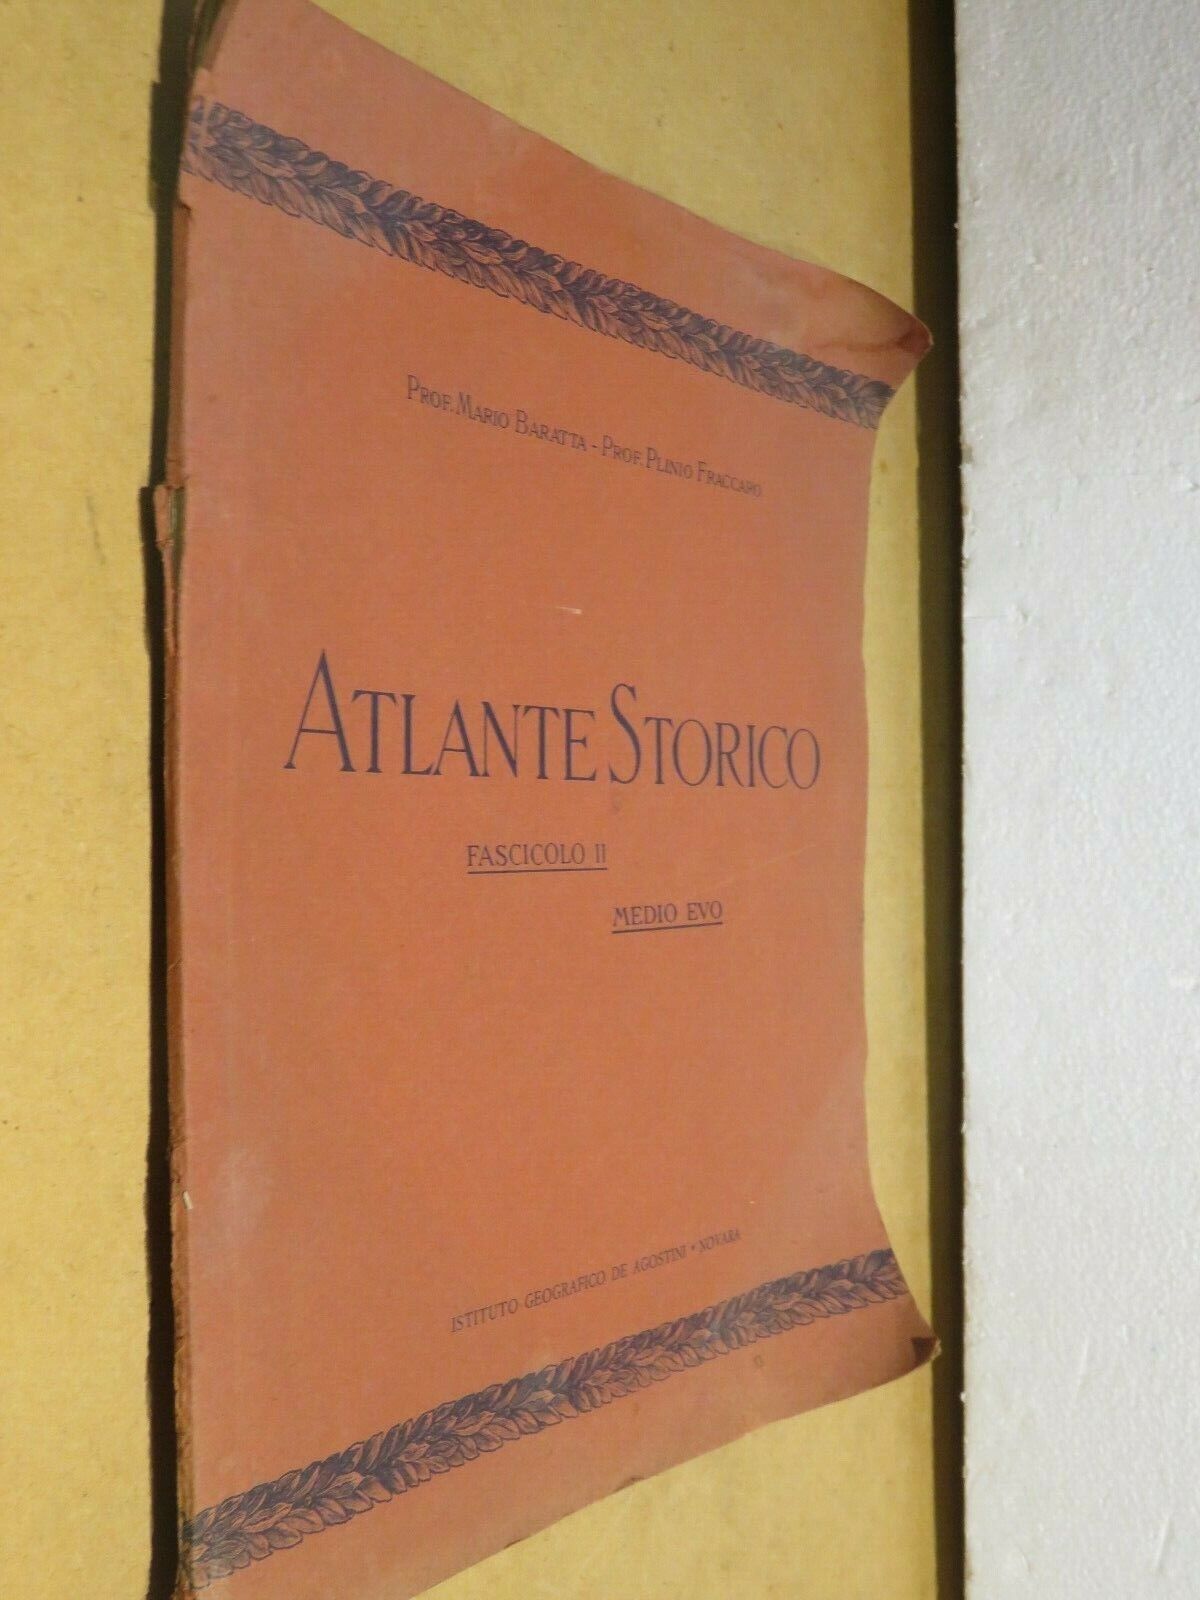 PROF. MARIO BARATTA - PROF. PLINIO FRACCARO
ATLANTE STORICO
FASCICOLO II
MEDIO EVO
ISTITUTO GEOGRAFICO DE AGOSTINI • NOVARA